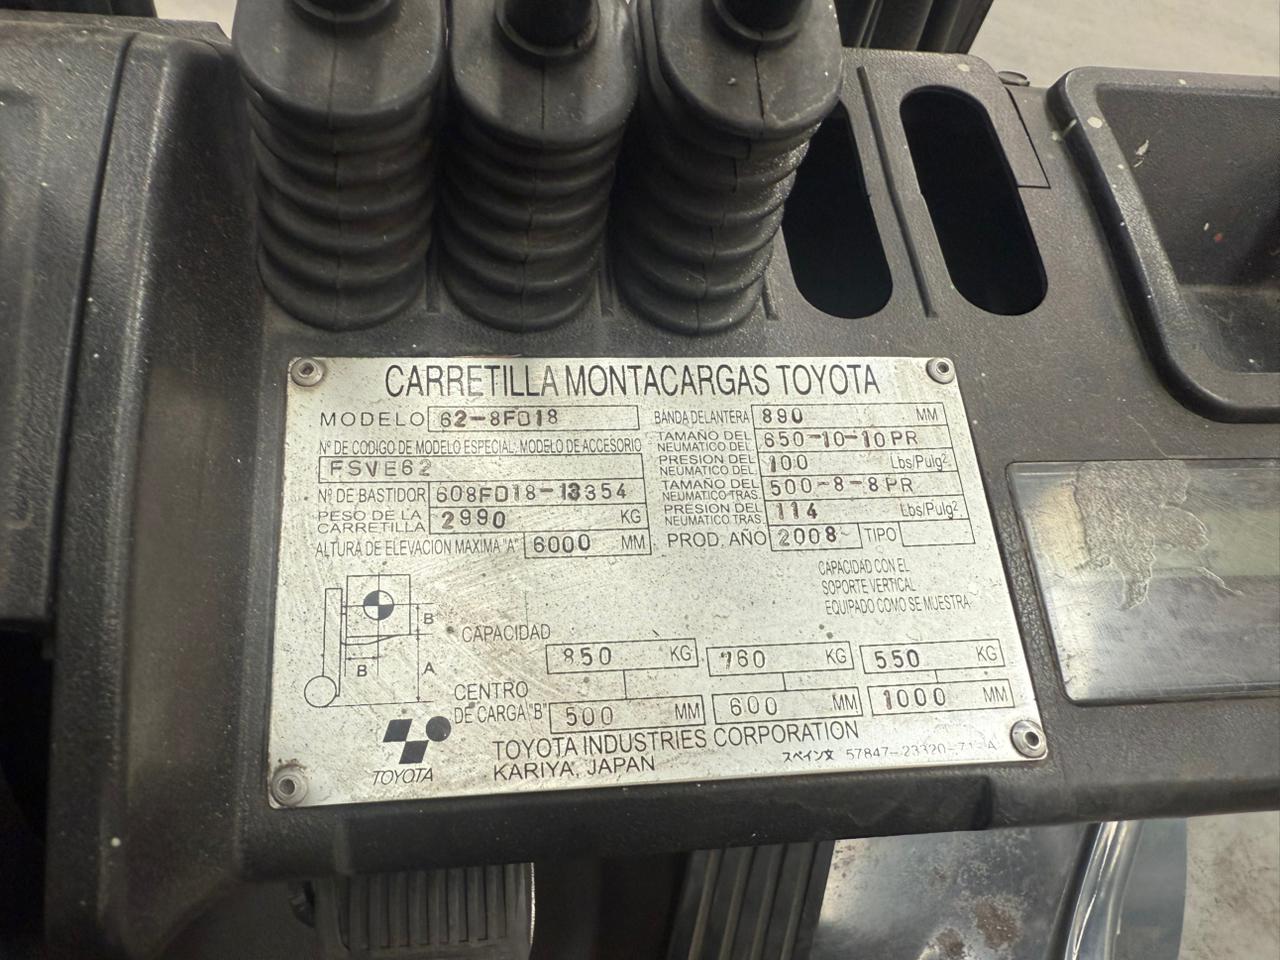 CARRETILLA MONTACARGAS TOYOTA
MODELO 62-8FD18
Nº DE CODIGO DE MODELO ESPECIAL: MODELO DE ACCESORIO
FSVE62
Nº DE BASTIDOR 608FD18-13354
PESO DE LA CARRETILLA 2990 KG
ALTURA DE ELEVACION MAXIMA "A" 6000 MM
BANDA DELANTERA 890 MM
TAMAÑO DEL NEUMATICO DEL 650-10-10PR
PRESION DEL NEUMATICO DEL 100 Lbs/Pulg²
TAMAÑO DEL NEUMATICO TRAS. 500-8-8PR
PRESION DEL NEUMATICO TRAS. 114 Lbs/Pulg²
PROD. AÑO 2008 TIPO
CAPACIDAD CON EL
SOPORTE VERTICAL
EQUIPADO COMO SE MUESTRA
B
B
A
CAPACIDAD
850 KG 760 KG 550 KG
CENTRO
DE CARGA "B" 500 MM 600 MM 1000 MM
TOYOTA
TOYOTA INDUSTRIES CORPORATION
KARIYA, JAPAN
スペイン文 57847-23320-71